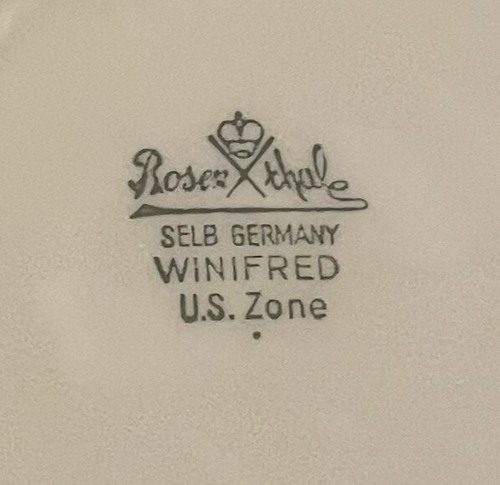 Rosenthal
SELB GERMANY
WINIFRED
U.S. Zone